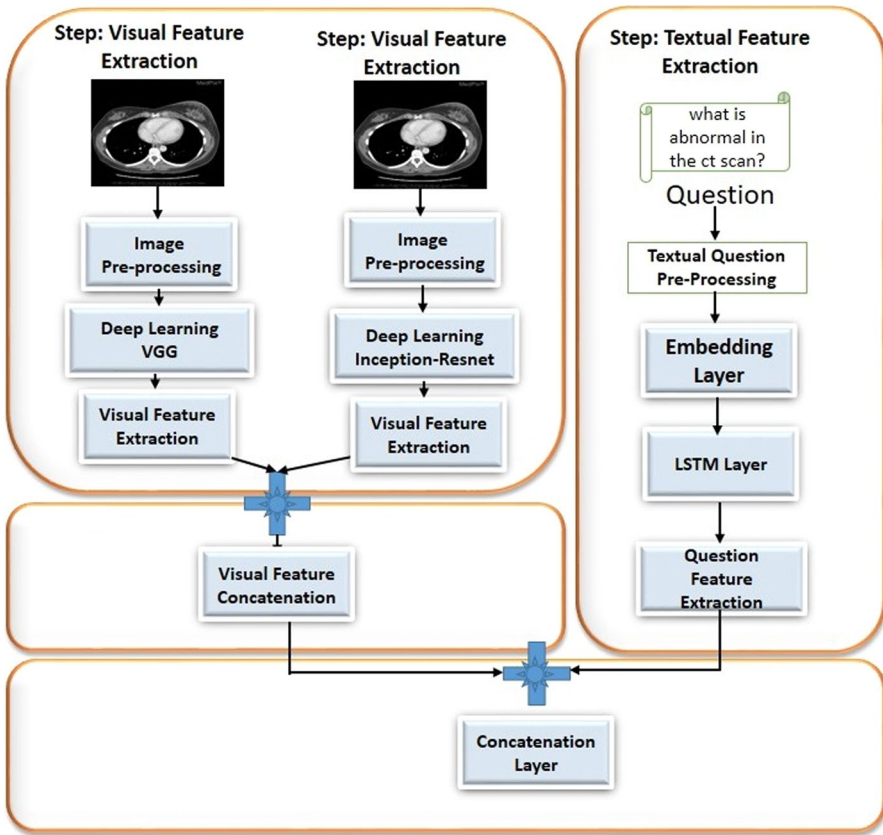 Step: Visual Feature
Extraction
MedPix
Image
Pre-processing
Deep Learning
VGG
Visual Feature
Extraction
Step: Visual Feature
Extraction
MedPix
Image
Pre-processing
Deep Learning
Inception-Resnet
Visual Feature
Extraction
Step: Textual Feature
Extraction
what is
abnormal in
the ct scan?
Question
Textual Question
Pre-Processing
Embedding
Layer
LSTM Layer
Question
Feature
Extraction
Visual Feature
Concatenation
Concatenation
Layer